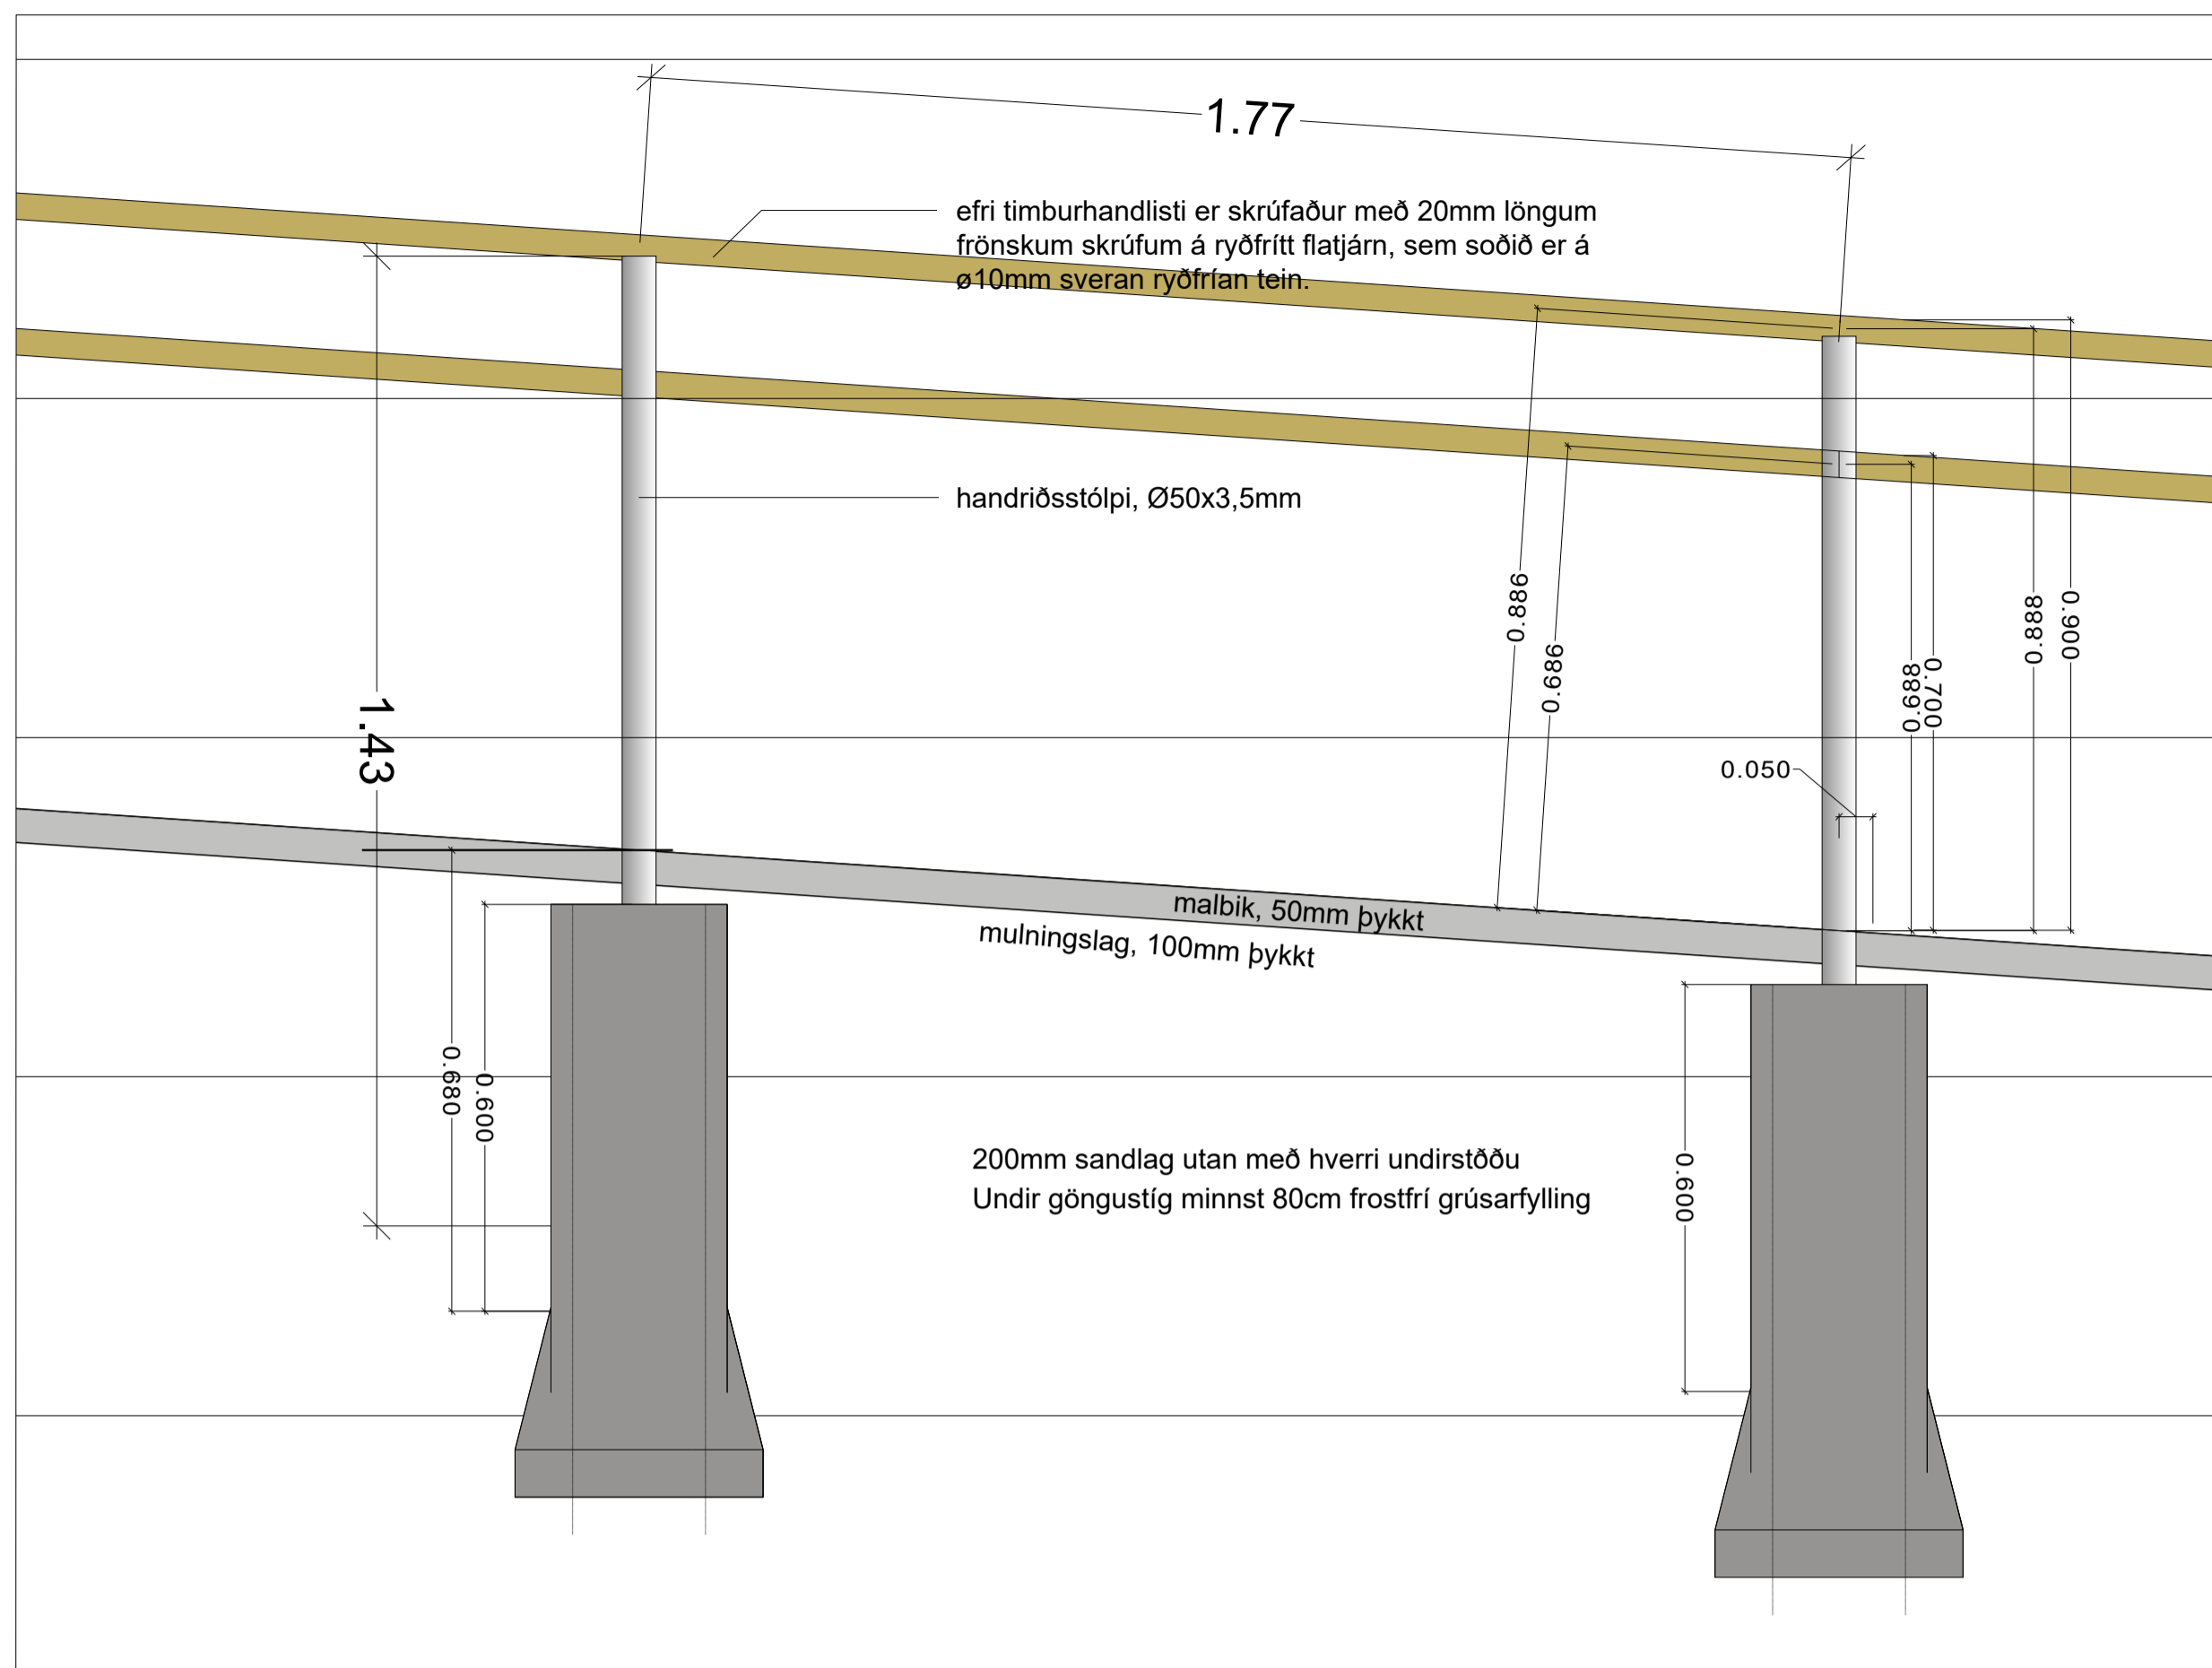 1.77
efri timburhandlisti er skrúfaður með 20mm löngum
frönskum skrúfum á ryðfrítt flatjárn, sem soðið er á
ø10mm sveran ryðfrían tein.
handriðsstólpi, Ø50x3,5mm
0.886
0.686
0.688
0.700
0.888
0.900
1.43
0.050
malbik, 50mm þykkt
mulningslag, 100mm þykkt
0.680
0.600
200mm sandlag utan með hverri undirstððu
Undir göngustíg minnst 80cm frostfrí grúsarfylling
0.600